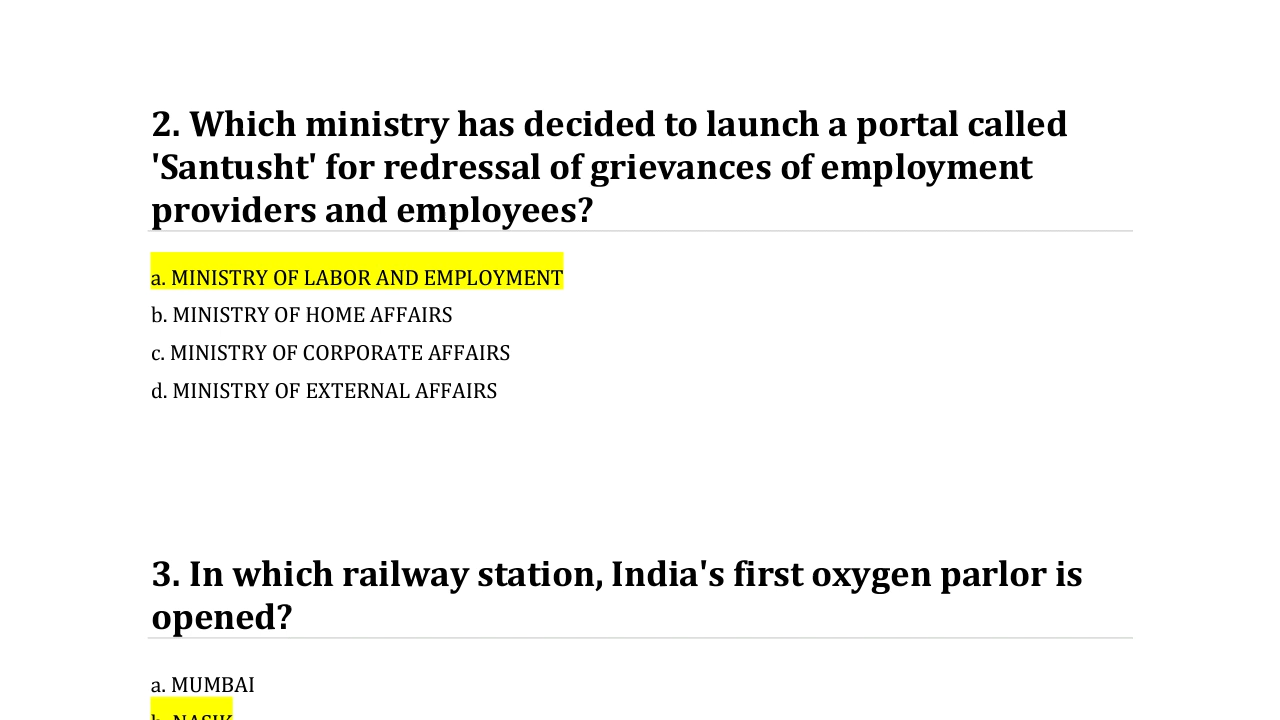 2. Which ministry has decided to launch a portal called
'Santusht' for redressal of grievances of employment
providers and employees?
a. MINISTRY OF LABOR AND EMPLOYMENT
b. MINISTRY OF HOME AFFAIRS
c. MINISTRY OF CORPORATE AFFAIRS
d. MINISTRY OF EXTERNAL AFFAIRS
3. In which railway station, India's first oxygen parlor is
opened?
a. MUMBAI
b. NASIK